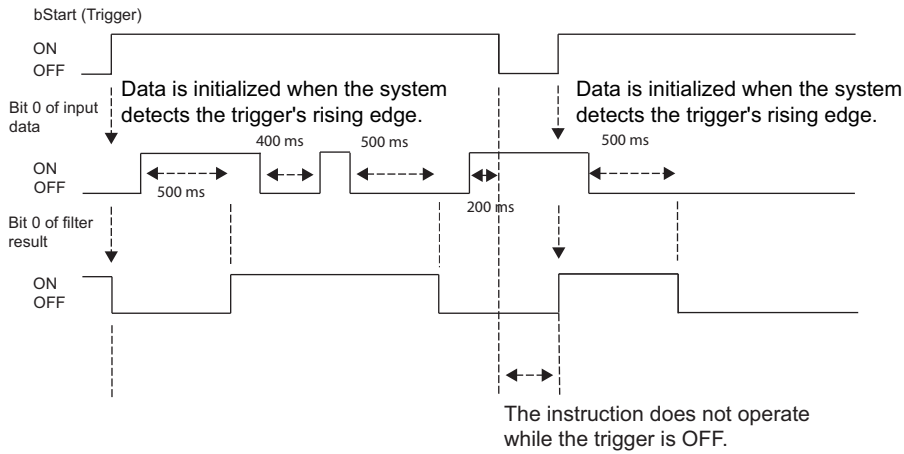 bStart (Trigger)
ON
OFF
Data is initialized when the system
detects the trigger's rising edge.
Data is initialized when the system
detects the trigger's rising edge.
Bit 0 of input
data
400 ms
500 ms
500 ms
ON
OFF
500 ms
200 ms
Bit 0 of filter
result
ON
OFF
The instruction does not operate
while the trigger is OFF.